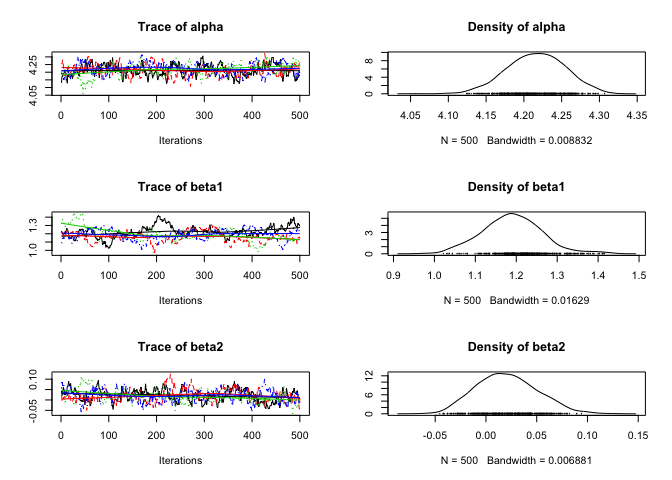 Trace of alpha
4.25
4.05
0 100 200 300 400 500
Iterations
Density of alpha
8
4
0
4.05 4.10 4.15 4.20 4.25 4.30 4.35
N = 500 Bandwidth = 0.008832
Trace of beta1
1.3
1.0
0 100 200 300 400 500
Iterations
Density of beta1
3
0
0.9 1.0 1.1 1.2 1.3 1.4 1.5
N = 500 Bandwidth = 0.01629
Trace of beta2
0.10
-0.05
0 100 200 300 400 500
Iterations
Density of beta2
12
6
0
-0.05 0.00 0.05 0.10 0.15
N = 500 Bandwidth = 0.006881